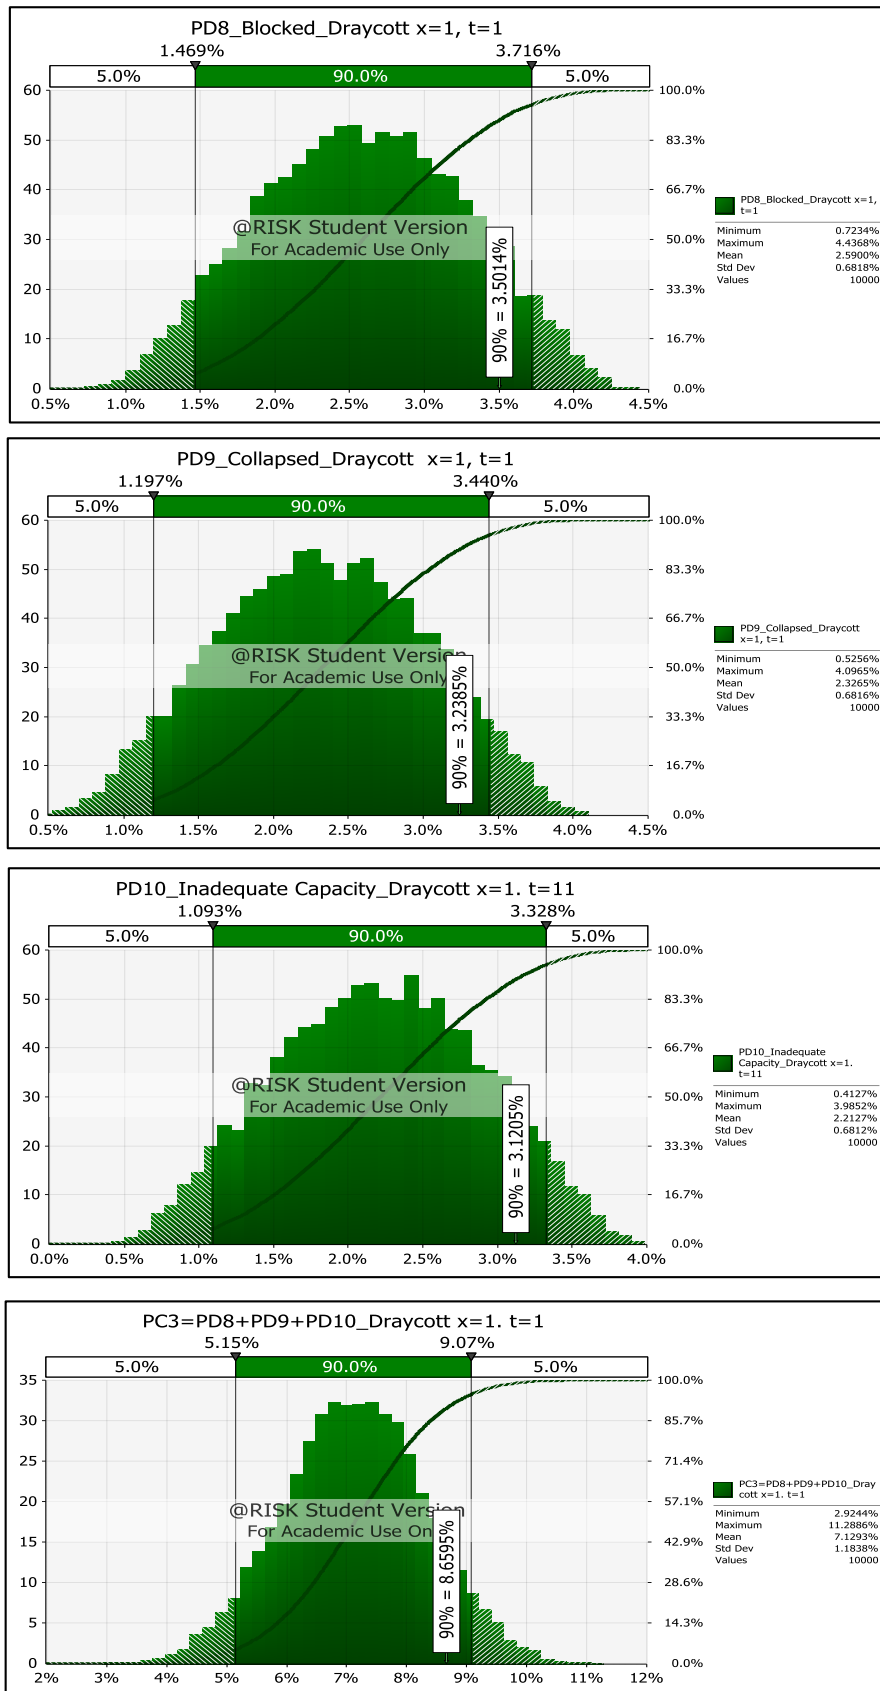 PD8_Blocked_Draycott x=1, t=1
1.469% 3.716%
5.0% 90.0% 5.0%
60 100.0%
50 83.3%
40 66.7%
30 50.0%
20 33.3%
10 16.7%
0 0.0%
@RISK Student Version
For Academic Use Only
90% = 3.5014%
0.5% 1.0% 1.5% 2.0% 2.5% 3.0% 3.5% 4.0% 4.5%
PD8_Blocked_Draycott x=1,
t=1
Minimum 0.7234%
Maximum 4.4368%
Mean 2.5900%
Std Dev 0.6818%
Values 10000
PD9_Collapsed_Draycott x=1, t=1
1.197% 3.440%
5.0% 90.0% 5.0%
60 100.0%
50 83.3%
40 66.7%
30 50.0%
20 33.3%
10 16.7%
0 0.0%
@RISK Student Version
For Academic Use Only
90% = 3.2385%
0.5% 1.0% 1.5% 2.0% 2.5% 3.0% 3.5% 4.0% 4.5%
PD9_Collapsed_Draycott
x=1, t=1
Minimum 0.5256%
Maximum 4.0965%
Mean 2.3265%
Std Dev 0.6816%
Values 10000
PD10_Inadequate Capacity_Draycott x=1. t=11
1.093% 3.328%
5.0% 90.0% 5.0%
60 100.0%
50 83.3%
40 66.7%
30 50.0%
20 33.3%
10 16.7%
0 0.0%
@RISK Student Version
For Academic Use Only
90% = 3.1205%
0.0% 0.5% 1.0% 1.5% 2.0% 2.5% 3.0% 3.5% 4.0%
PD10_Inadequate
Capacity_Draycott x=1.
t=11
Minimum 0.4127%
Maximum 3.9852%
Mean 2.2127%
Std Dev 0.6812%
Values 10000
PC3=PD8+PD9+PD10_Draycott x=1. t=1
5.15% 9.07%
5.0% 90.0% 5.0%
35 100.0%
30 85.7%
25 71.4%
20 57.1%
15 42.9%
10 28.6%
5 14.3%
0 0.0%
@RISK Student Version
For Academic Use On
90% = 8.6595%
2% 3% 4% 5% 6% 7% 8% 9% 10% 11% 12%
PC3=PD8+PD9+PD10_Dray
cott x=1. t=1
Minimum 2.9244%
Maximum 11.2886%
Mean 7.1293%
Std Dev 1.1838%
Values 10000